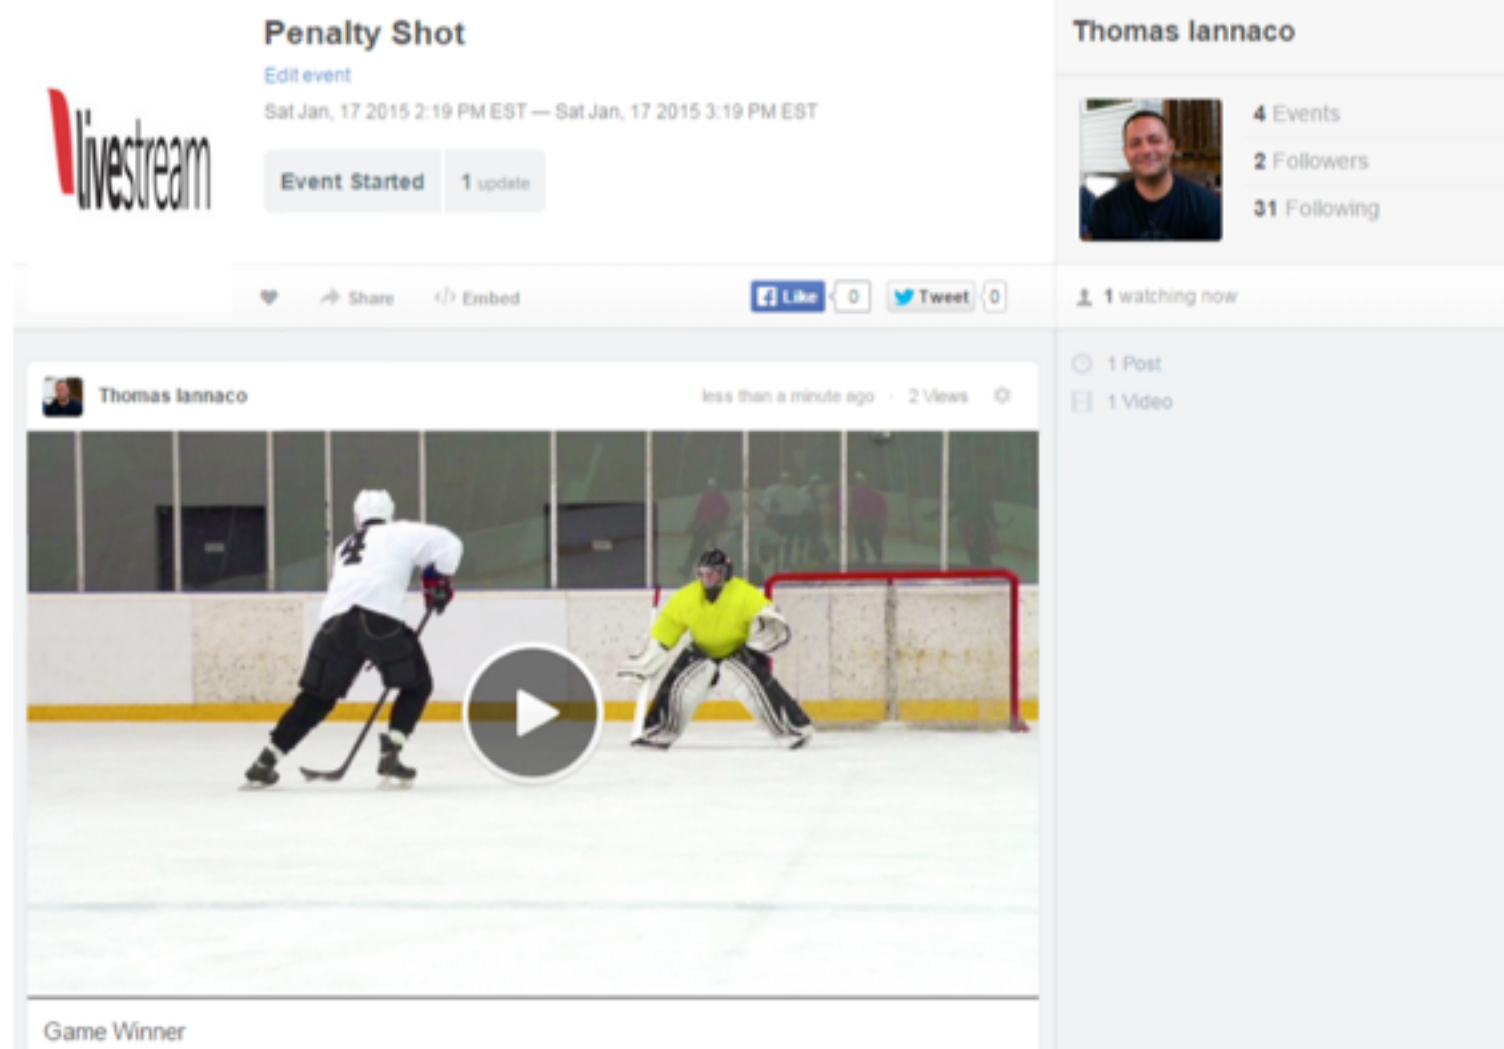 Penalty Shot
Edit event
Sat Jan, 17 2015 2:19 PM EST — Sat Jan, 17 2015 3:19 PM EST
livestream
Event Started 1 update
Share Embed Like 0 Tweet 0
Thomas Iannaco less than a minute ago · 2 Views
4
Game Winner
Thomas Iannaco
4 Events
2 Followers
31 Following
1 watching now
1 Post
1 Video